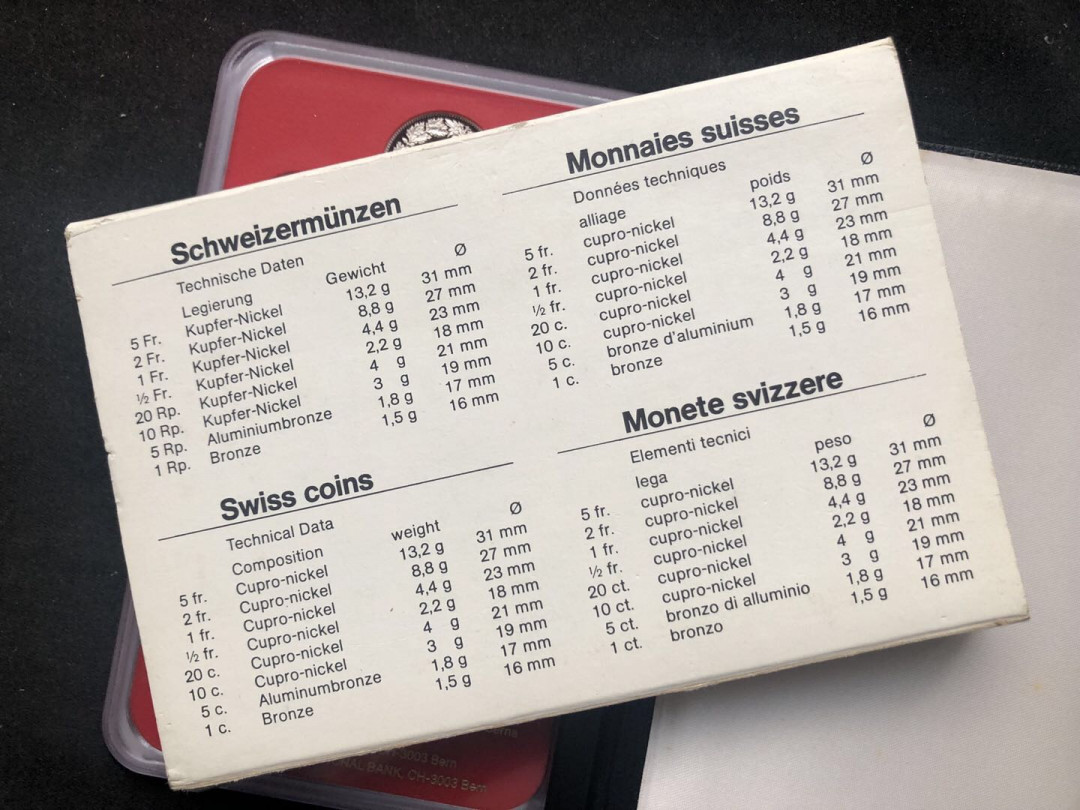 Schweizermünzen
Technische Daten
Legierung Gewicht Ø
5 Fr. Kupfer-Nickel 13,2 g 31 mm
2 Fr. Kupfer-Nickel 8,8 g 27 mm
1 Fr. Kupfer-Nickel 4,4 g 23 mm
½ Fr. Kupfer-Nickel 2,2 g 18 mm
20 Rp. Kupfer-Nickel 4 g 21 mm
10 Rp. Kupfer-Nickel 3 g 19 mm
5 Rp. Aluminiumbronze 1,8 g 17 mm
1 Rp. Bronze 1,5 g 16 mm
Monnaies suisses
Données techniques
alliage poids Ø
5 fr. cupro-nickel 13,2 g 31 mm
2 fr. cupro-nickel 8,8 g 27 mm
1 fr. cupro-nickel 4,4 g 23 mm
½ fr. cupro-nickel 2,2 g 18 mm
20 c. cupro-nickel 4 g 21 mm
10 c. cupro-nickel 3 g 19 mm
5 c. bronze d'aluminium 1,8 g 17 mm
1 c. bronze 1,5 g 16 mm
Swiss coins
Technical Data
Composition weight Ø
5 fr. Cupro-nickel 13,2 g 31 mm
2 fr. Cupro-nickel 8,8 g 27 mm
1 fr. Cupro-nickel 4,4 g 23 mm
½ fr. Cupro-nickel 2,2 g 18 mm
20 c. Cupro-nickel 4 g 21 mm
10 c. Cupro-nickel 3 g 19 mm
5 c. Aluminumbronze 1,8 g 17 mm
1 c. Bronze 1,5 g 16 mm
Monete svizzere
Elementi tecnici
lega peso Ø
5 fr. cupro-nickel 13,2 g 31 mm
2 fr. cupro-nickel 8,8 g 27 mm
1 fr. cupro-nickel 4,4 g 23 mm
½ fr. cupro-nickel 2,2 g 18 mm
20 ct. cupro-nickel 4 g 21 mm
10 ct. cupro-nickel 3 g 19 mm
5 ct. bronzo di alluminio 1,8 g 17 mm
1 ct. bronzo 1,5 g 16 mm
3003 Bern
BANK, CH-3003 Bern